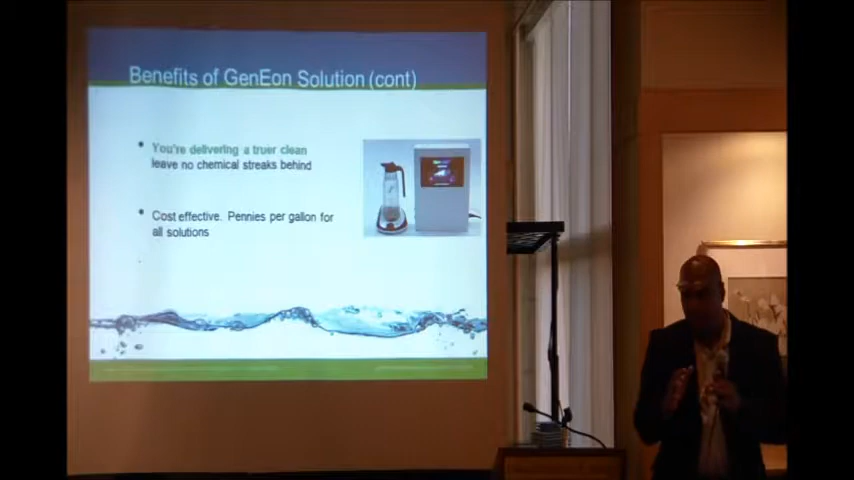 Benefits of GenEon Solution (cont)
• You're delivering a truer clean
leave no chemical streaks behind
• Cost effective. Pennies per gallon for
all solutions